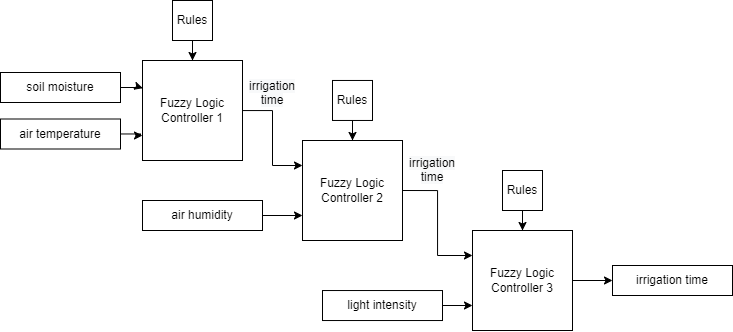 Rules
soil moisture
air temperature
Fuzzy Logic
Controller 1
irrigation
time
Rules
air humidity
Fuzzy Logic
Controller 2
irrigation
time
Rules
light intensity
Fuzzy Logic
Controller 3
irrigation time